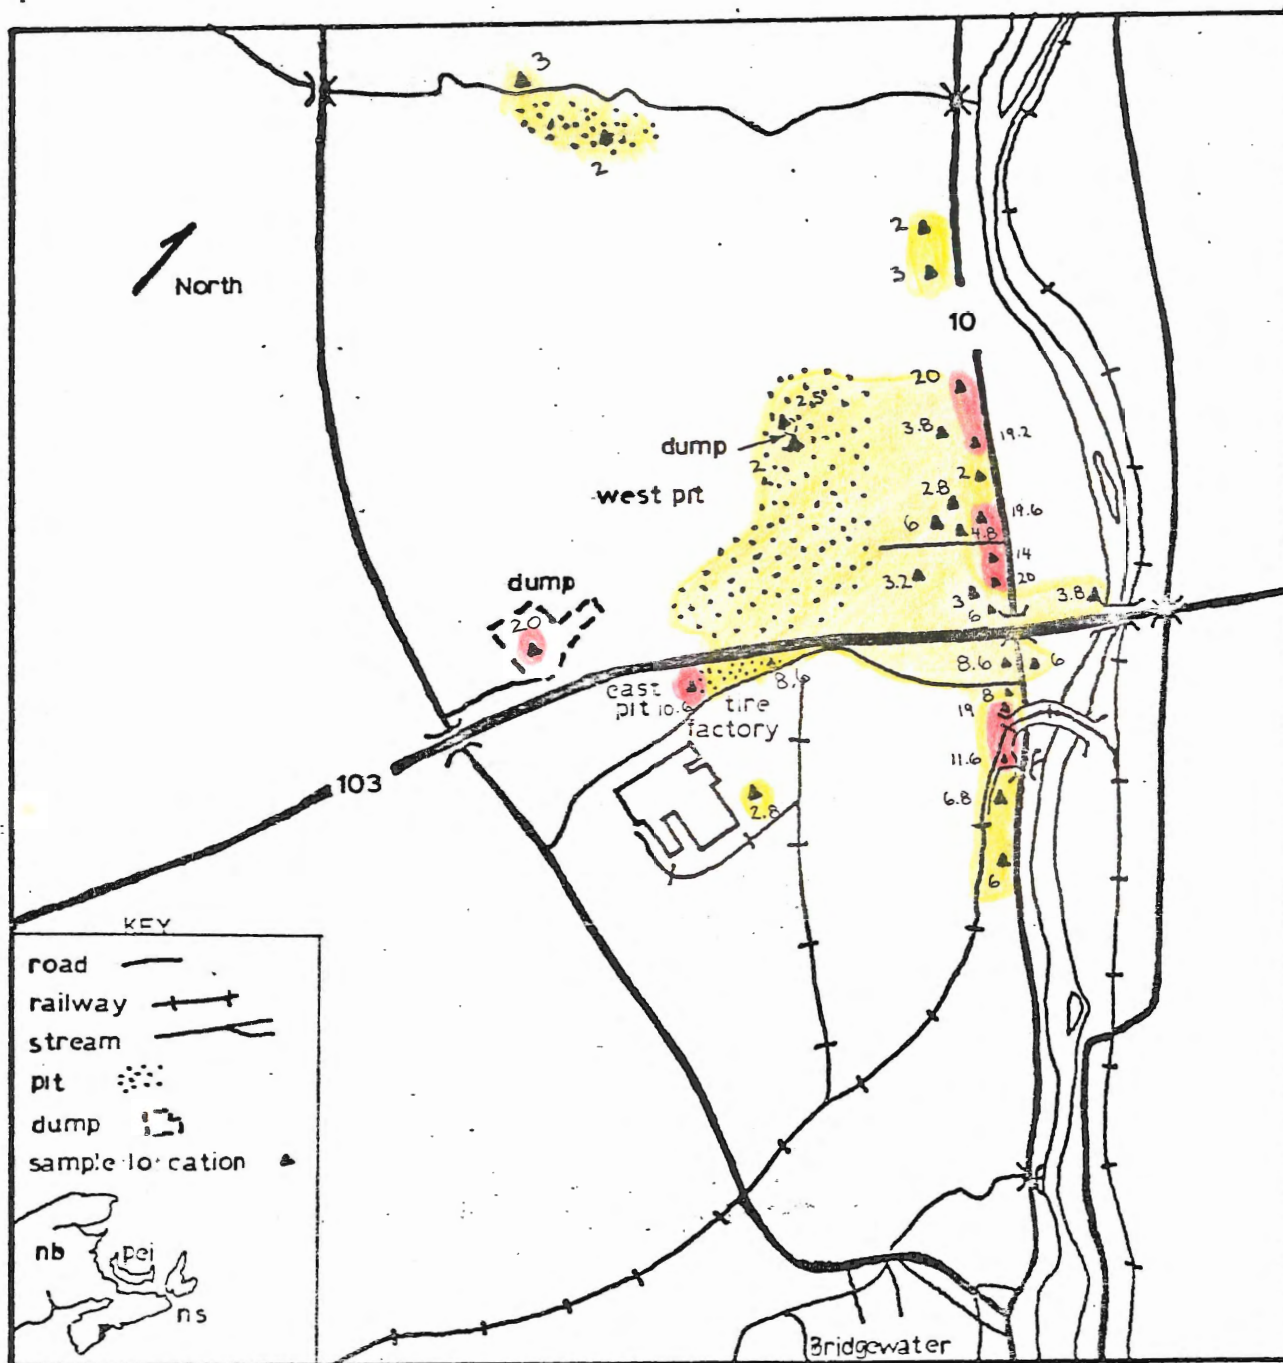 3
2
North
2
3
10
20
2.5
3.8
19.2
dump
2
2
west pit
2.8
19.6
6
4.8
14
dump
3.2
20
20
3
3.8
6
8.6
6
east
pit 10.6
8.6
tire
factory
8
19
11.6
103
2.8
6.8
6
KEY
road
railway
stream
pit
dump
sample location
nb
pei
ns
Bridgewater